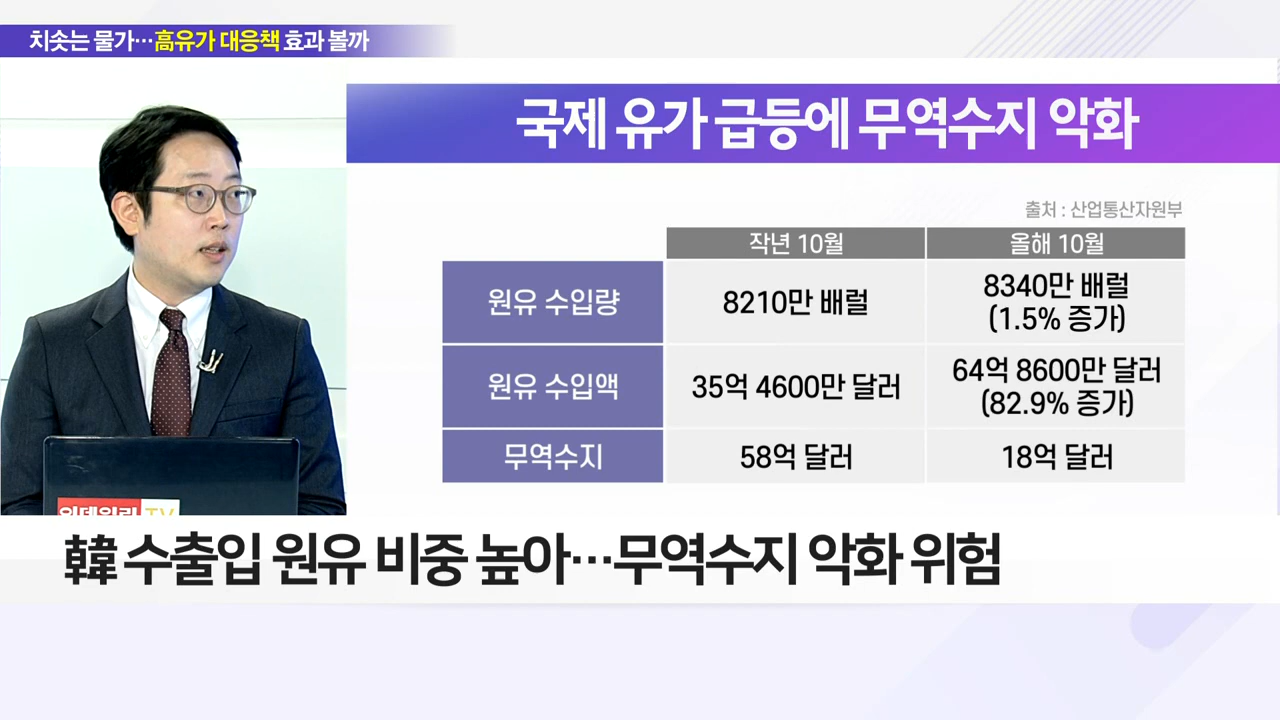 치솟는 물가…高유가 대응책 효과 볼까
국제 유가 급등에 무역수지 악화
출처 : 산업통산자원부
작년 10월 올해 10월
원유 수입량 8210만 배럴 8340만 배럴
(1.5% 증가)
원유 수입액 35억 4600만 달러 64억 8600만 달러
(82.9% 증가)
무역수지 58억 달러 18억 달러
TV
韓 수출입 원유 비중 높아…무역수지 악화 위험